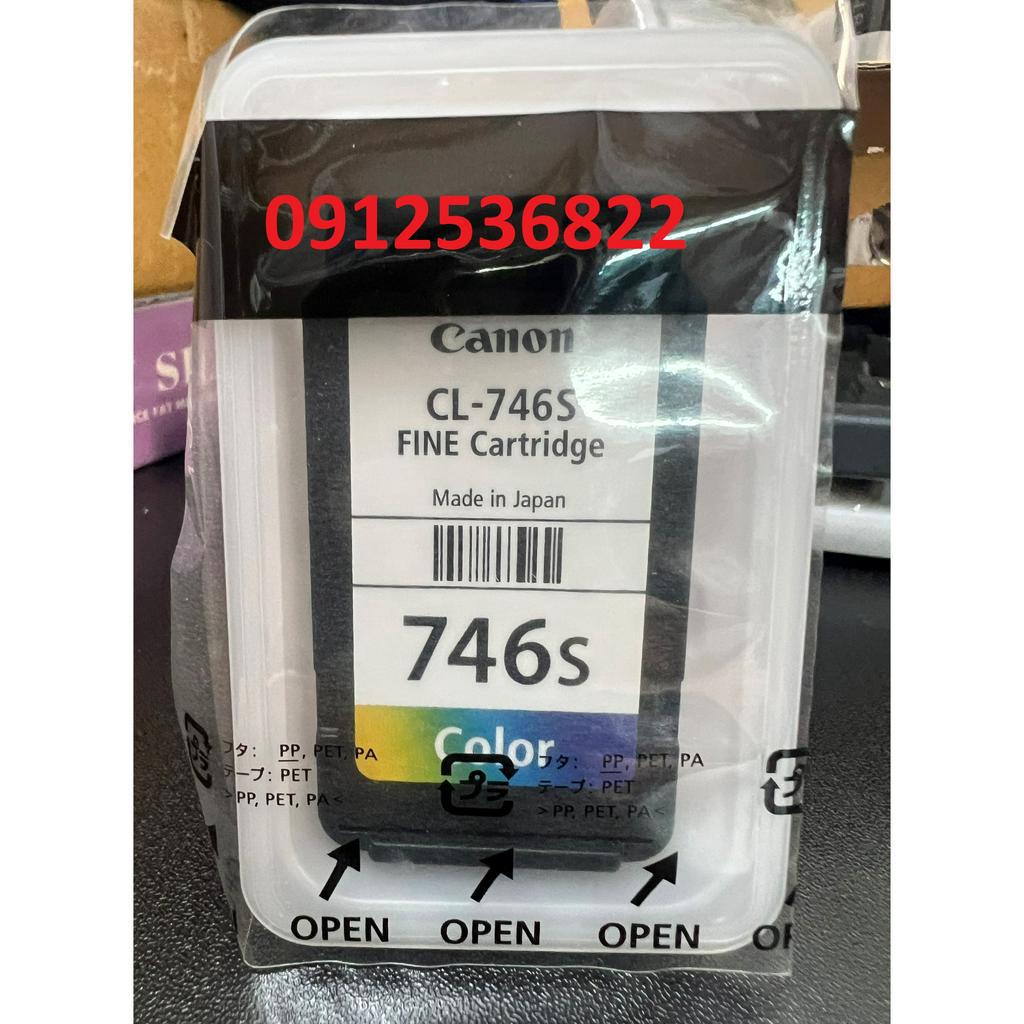 0912536822
Canon
CL-746S
FINE Cartridge
Made in Japan
746s
Color
フタ: PP, PET, PA
テープ: PET
>PP, PET, PA<
プラ
フタ: PP, PET, PA
テープ: PET
>PP, PET, PA<
OPEN
OPEN
OPEN